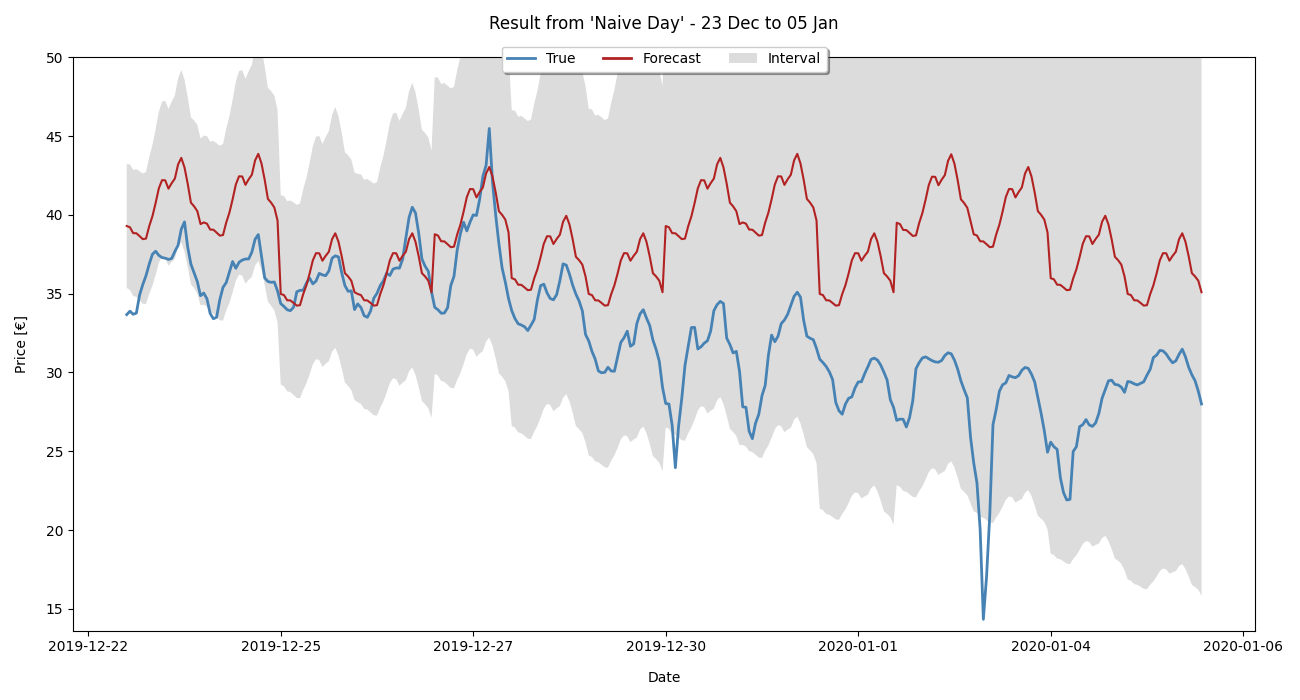 Result from 'Naive Day' - 23 Dec to 05 Jan
True Forecast Interval
50
45
40
35
30
25
20
15
Price [€]
2019-12-22 2019-12-25 2019-12-27 2019-12-30 2020-01-01 2020-01-04 2020-01-06
Date